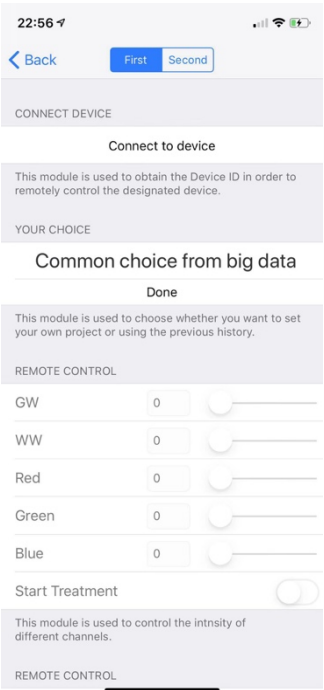 22:56
Back
First Second
CONNECT DEVICE
Connect to device
This module is used to obtain the Device ID in order to
remotely control the designated device.
YOUR CHOICE
Common choice from big data
Done
This module is used to choose whether you want to set
your own project or using the previous history.
REMOTE CONTROL
GW 0
WW 0
Red 0
Green 0
Blue 0
Start Treatment
This module is used to control the intnsity of
different channels.
REMOTE CONTROL